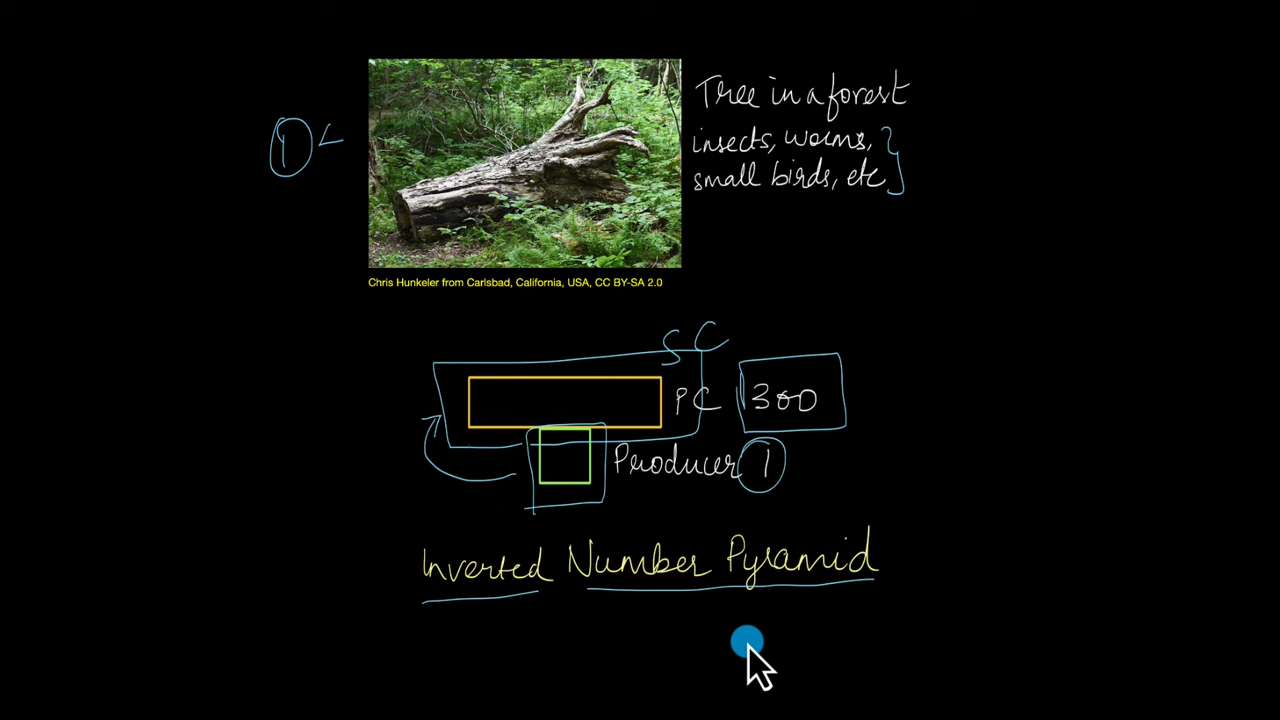 1 <
Tree in a forest
insects, worms,
small birds, etc
Chris Hunkeler from Carlsbad, California, USA, CC BY-SA 2.0
SC
PC 300
Producer 1
Inverted Number Pyramid